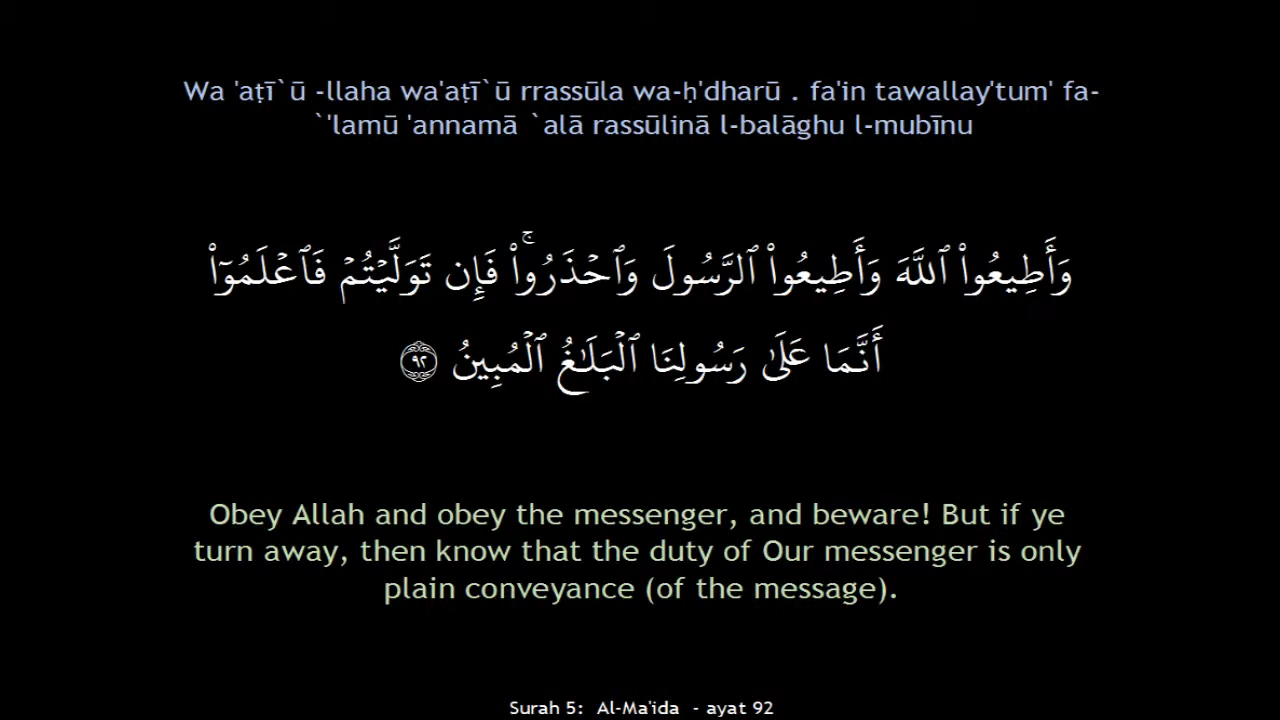 Wa 'aṭī`ū -llaha wa'aṭī`ū rrassūla wa-ḥ'dharū . fa'in tawallay'tum' fa-
`'lamū 'annamā `alā rassūlinā l-balāghu l-mubīnu
وَأَطِيعُوا۟ ٱللَّهَ وَأَطِيعُوا۟ ٱلرَّسُولَ وَٱحْذَرُوا۟ ۚ فَإِن تَوَلَّيْتُمْ فَٱعْلَمُوٓا۟
أَنَّمَا عَلَىٰ رَسُولِنَا ٱلْبَلَـٰغُ ٱلْمُبِينُ ٩٢
Obey Allah and obey the messenger, and beware! But if ye
turn away, then know that the duty of Our messenger is only
plain conveyance (of the message).
Surah 5: Al-Ma'ida - ayat 92